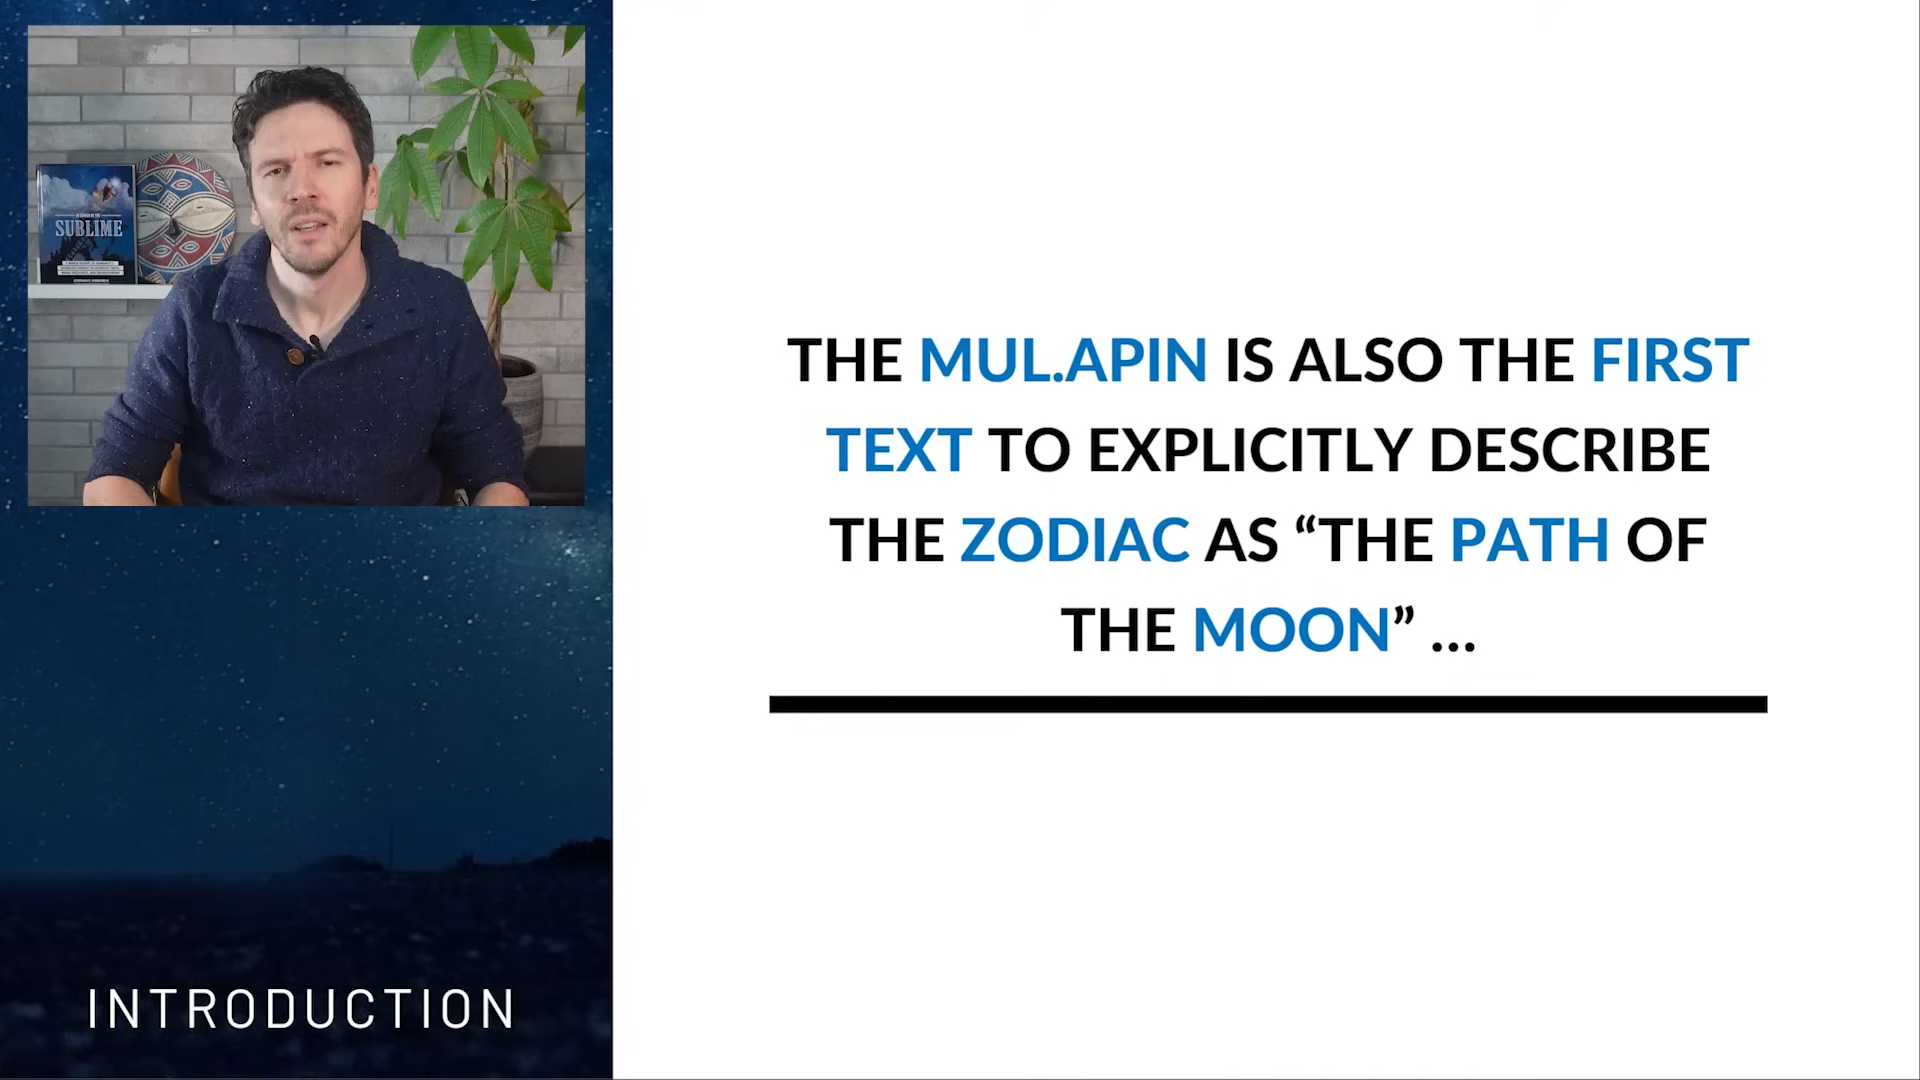 SUBLIME
THE MUL.APIN IS ALSO THE FIRST
TEXT TO EXPLICITLY DESCRIBE
THE ZODIAC AS “THE PATH OF
THE MOON” ...
INTRODUCTION